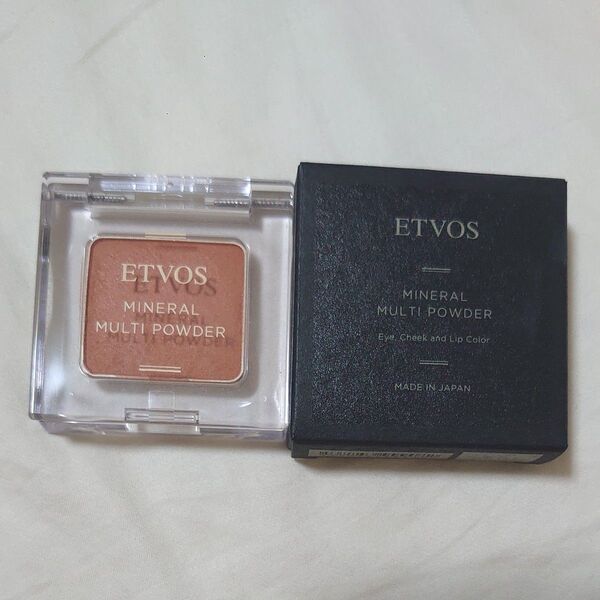 ETVOS
MINERAL
MULTI POWDER
ETVOS
MINERAL
MULTI POWDER
Eye, Cheek and Lip Color
MADE IN JAPAN